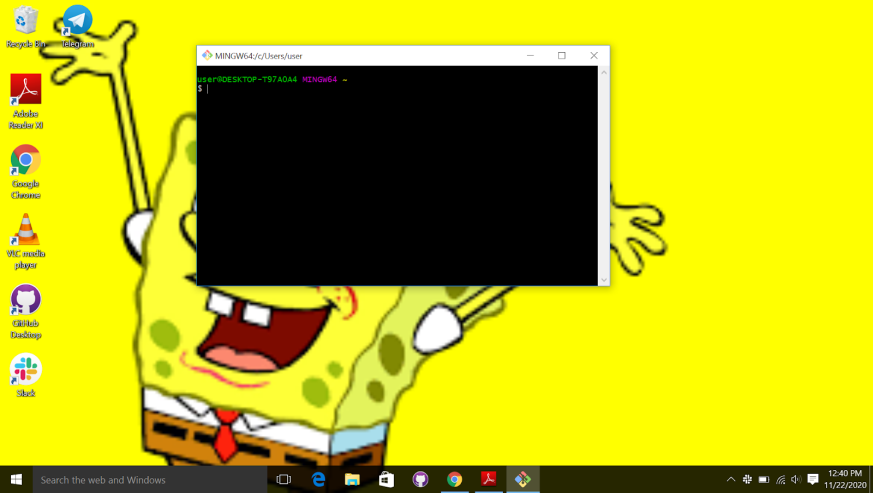 Recycle Bin
Telegram
Adobe
Reader XI
Google
Chrome
VLC media
player
GitHub
Desktop
Slack
MINGW64:/c/Users/user
user@DESKTOP-T97AOA4 MINGW64 ~
$
Search the web and Windows
12:40 PM
11/22/2020